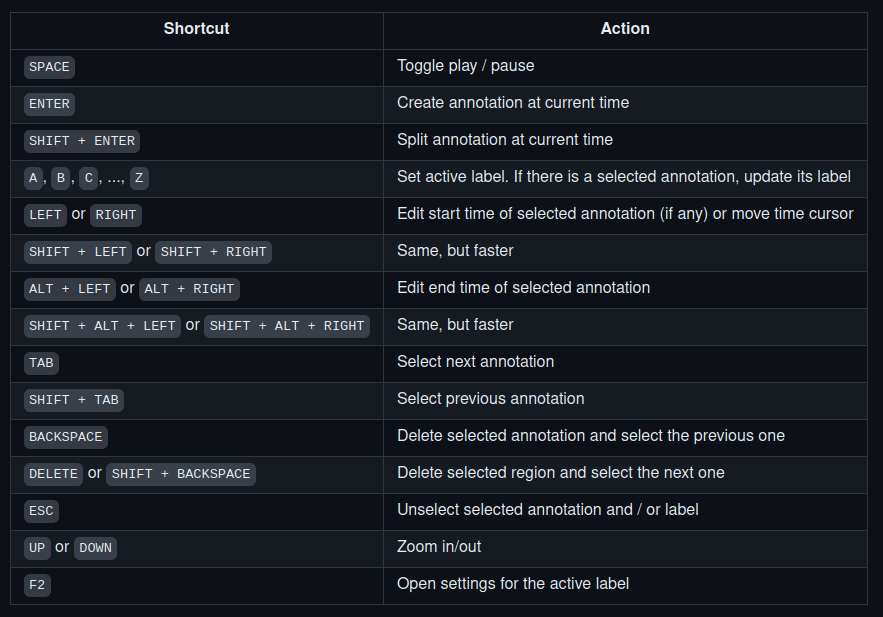 Shortcut Action
SPACE Toggle play / pause
ENTER Create annotation at current time
SHIFT + ENTER Split annotation at current time
A, B, C, ..., Z Set active label. If there is a selected annotation, update its label
LEFT or RIGHT Edit start time of selected annotation (if any) or move time cursor
SHIFT + LEFT or SHIFT + RIGHT Same, but faster
ALT + LEFT or ALT + RIGHT Edit end time of selected annotation
SHIFT + ALT + LEFT or SHIFT + ALT + RIGHT Same, but faster
TAB Select next annotation
SHIFT + TAB Select previous annotation
BACKSPACE Delete selected annotation and select the previous one
DELETE or SHIFT + BACKSPACE Delete selected region and select the next one
ESC Unselect selected annotation and / or label
UP or DOWN Zoom in/out
F2 Open settings for the active label